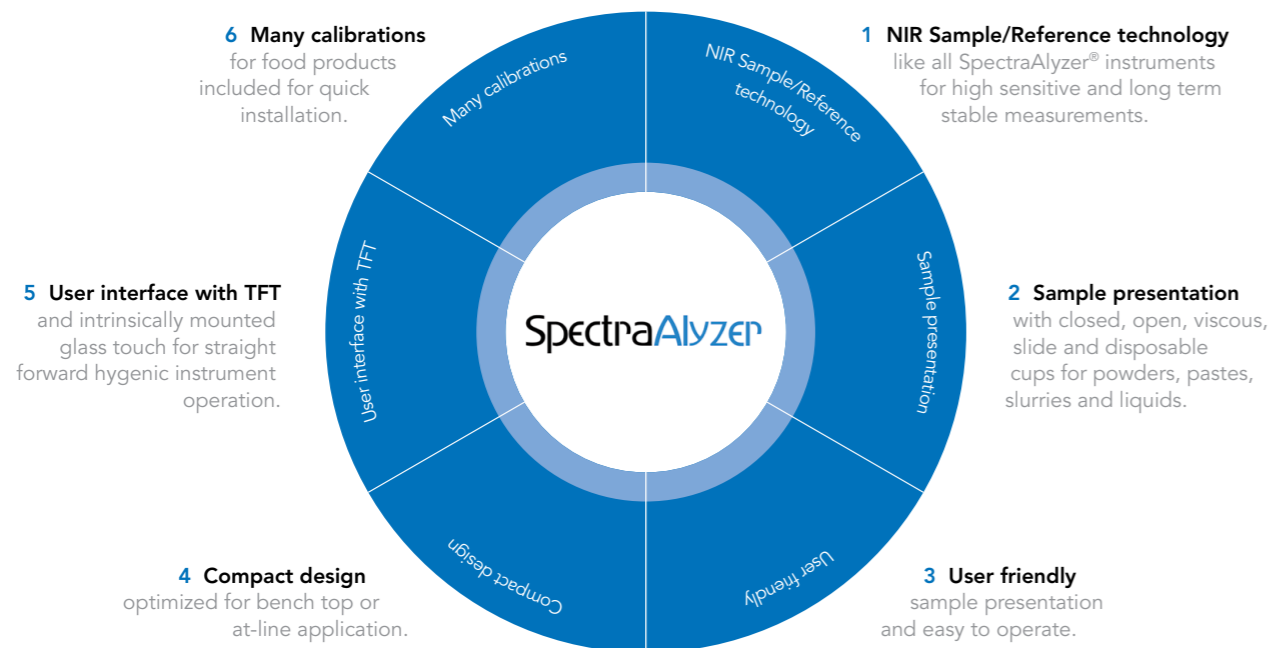 6 Many calibrations
for food products
included for quick
installation.
1 NIR Sample/Reference technology
like all SpectraAlyzer® instruments
for high sensitive and long term
stable measurements.
5 User interface with TFT
and intrinsically mounted
glass touch for straight
forward hygenic instrument
operation.
2 Sample presentation
with closed, open, viscous,
slide and disposable
cups for powders, pastes,
slurries and liquids.
4 Compact design
optimized for bench top or
at-line application.
3 User friendly
sample presentation
and easy to operate.
Many calibrations
NIR Sample/Reference
technology
Sample presentation
User friendly
Compact design
User interface with TFT
SpectraAlyzer